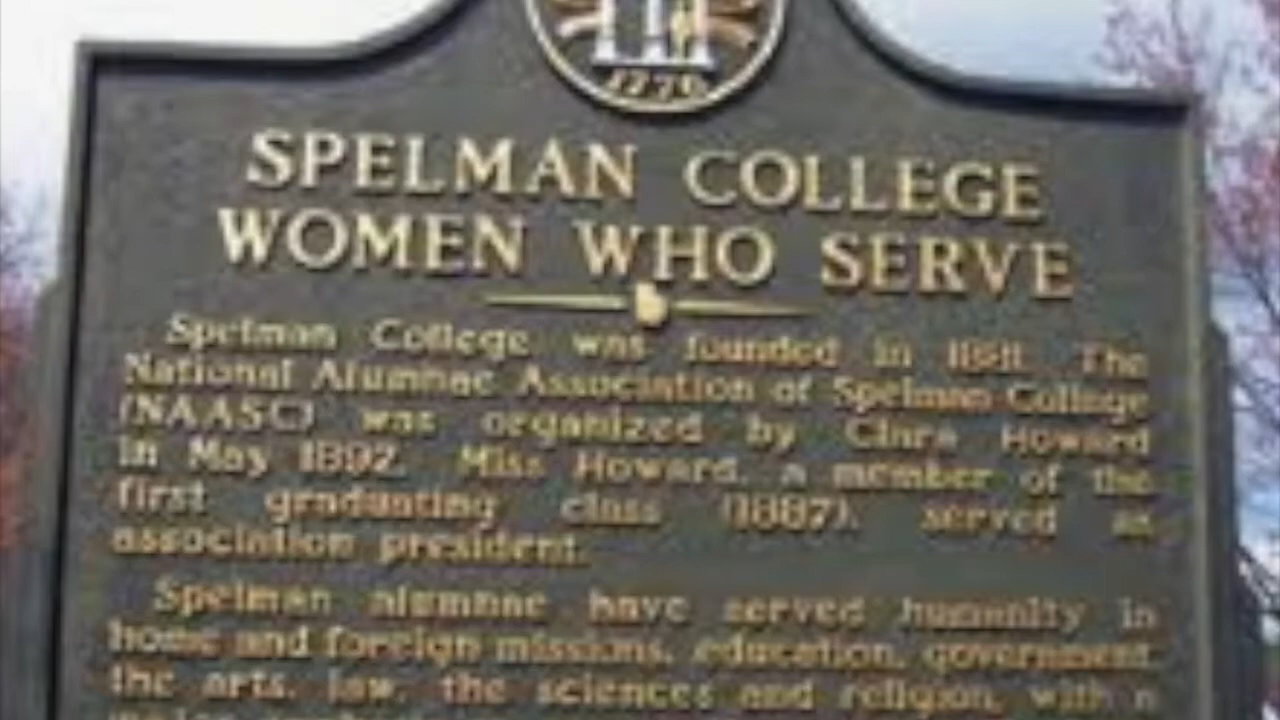 1776
SPELMAN COLLEGE
WOMEN WHO SERVE
Spelman College was founded in 1881. The
National Alumnae Association of Spelman College
(NAASC) was organized by Clara Howard
in May 1892. Miss Howard, a member of the
first graduating class (1887), served as
association president.
Spelman alumnae have served humanity in
home and foreign missions, education, government,
the arts, law, the sciences and religion, with a